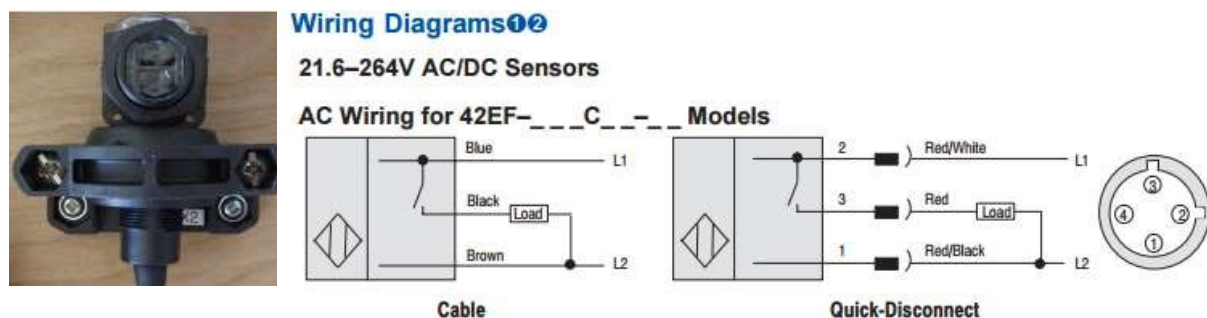 Wiring Diagrams❶❷
21.6–264V AC/DC Sensors
AC Wiring for 42EF–_ _ _C_ _–_ _ Models
Blue
L1
Black
Load
Brown
L2
Cable
2
Red/White
L1
3
Red
Load
1
Red/Black
L2
Quick-Disconnect
3
4
2
1
X2